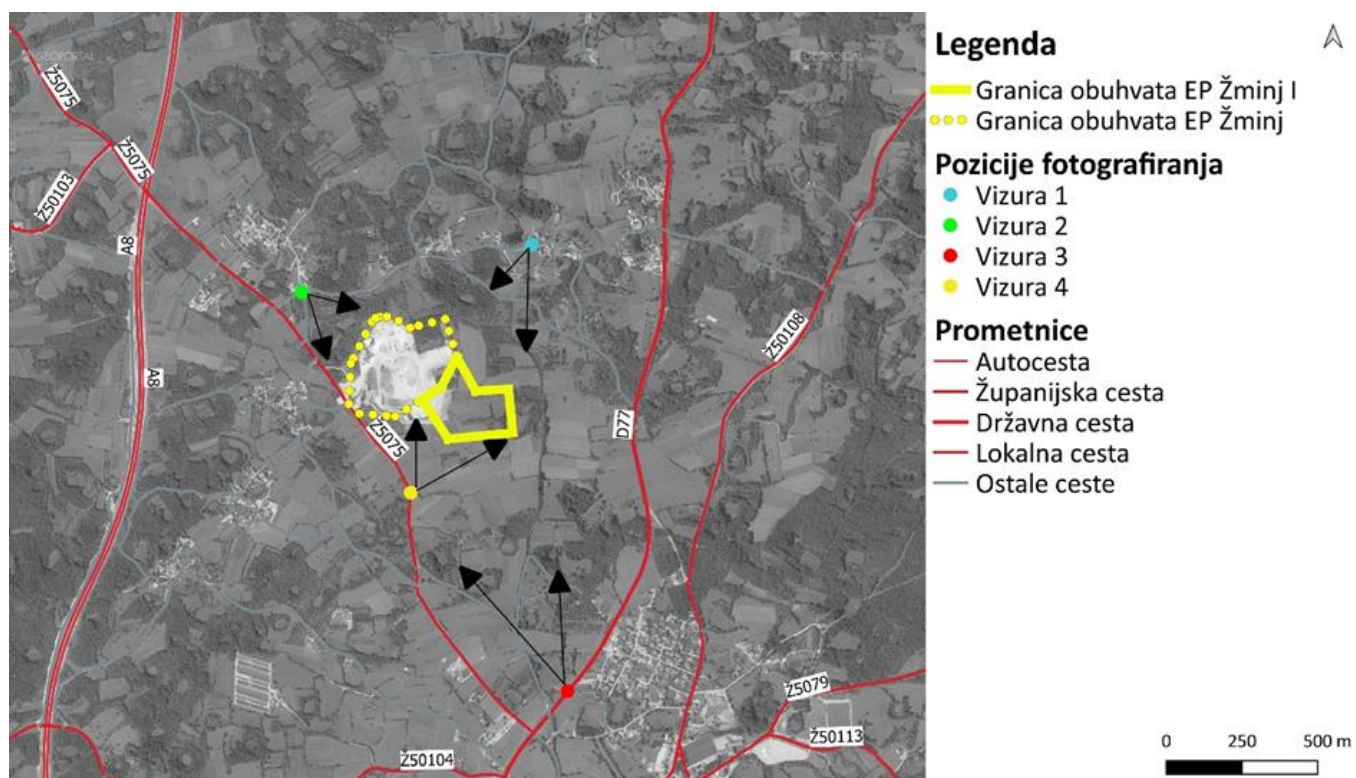 GEOPORTAL
GEOPORTAL
Ž5075
Ž5075
Ž50103
A8
A8
Ž50108
D77
Ž5075
Ž5079
Ž50113
Ž50104
Legenda
Granica obuhvata EP Žminj I
Granica obuhvata EP Žminj
Pozicije fotografiranja
Vizura 1
Vizura 2
Vizura 3
Vizura 4
Prometnice
Autocesta
Županijska cesta
Državna cesta
Lokalna cesta
Ostale ceste
0 250 500 m